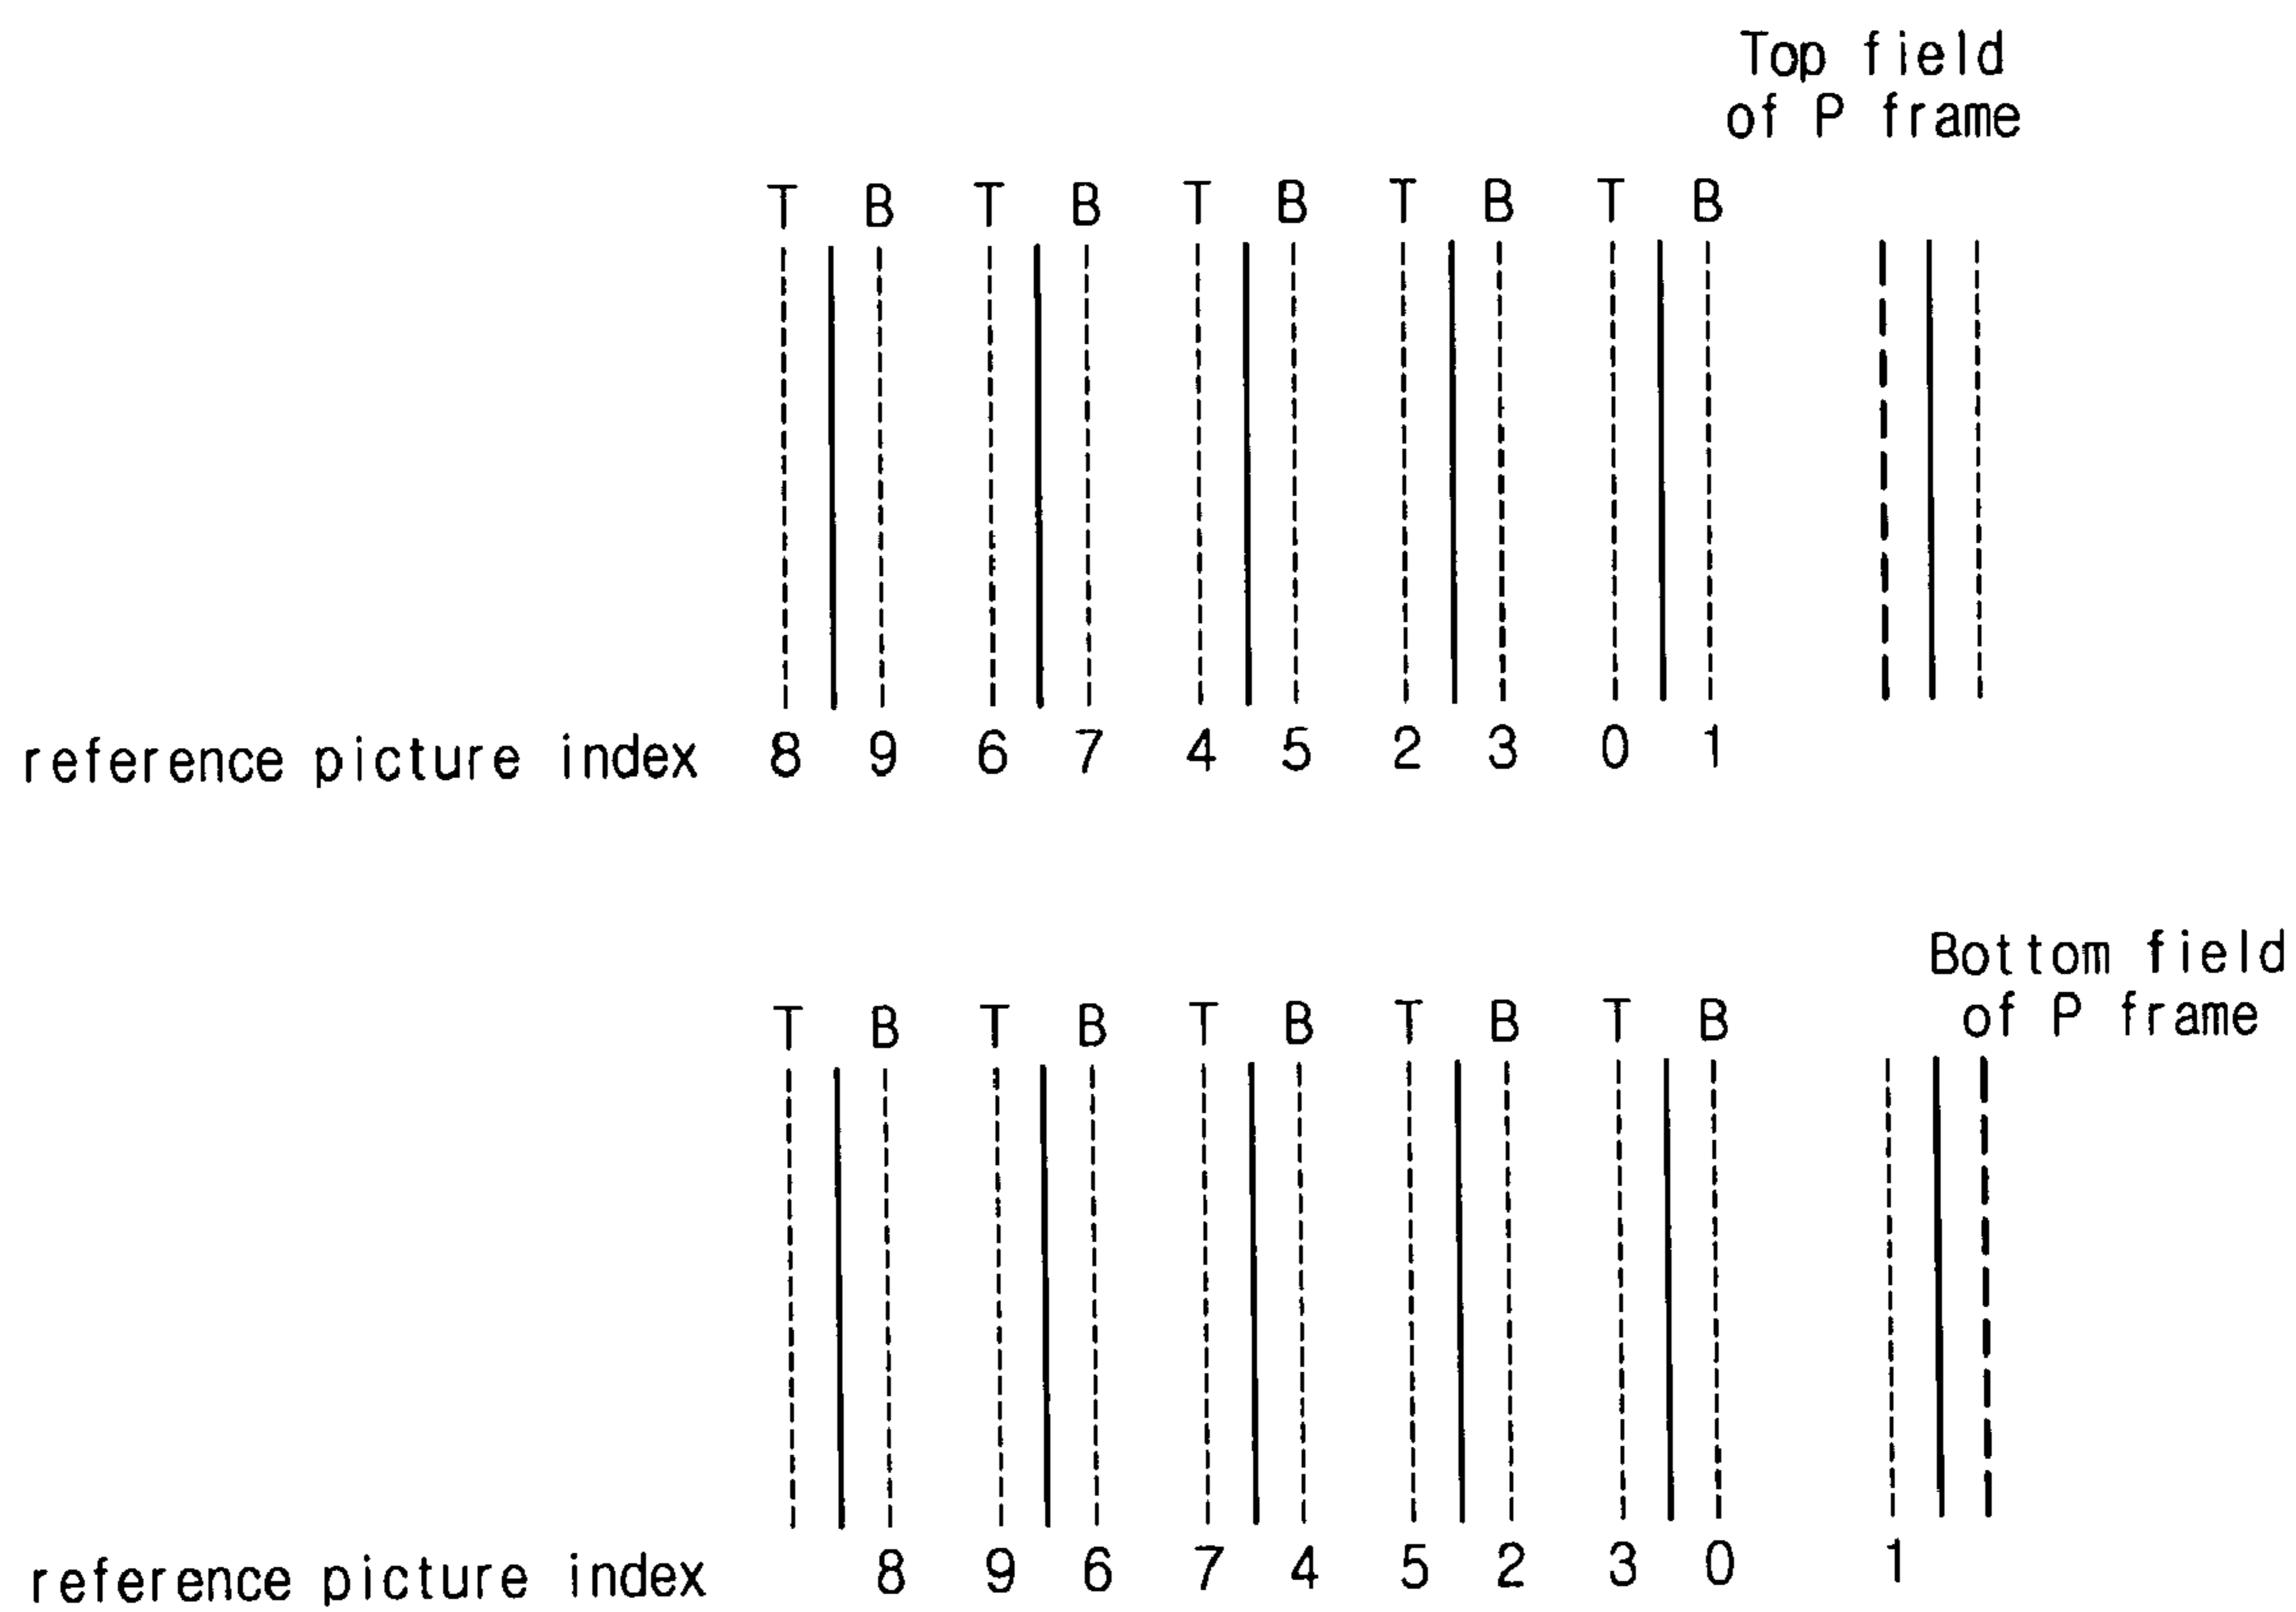 Top field
of P frame
T B T B T B T B T B
reference picture index 8 9 6 7 4 5 2 3 0 1
Bottom field
of P frame
T B T B T B T B T B
reference picture index 8 9 6 7 4 5 2 3 0 1